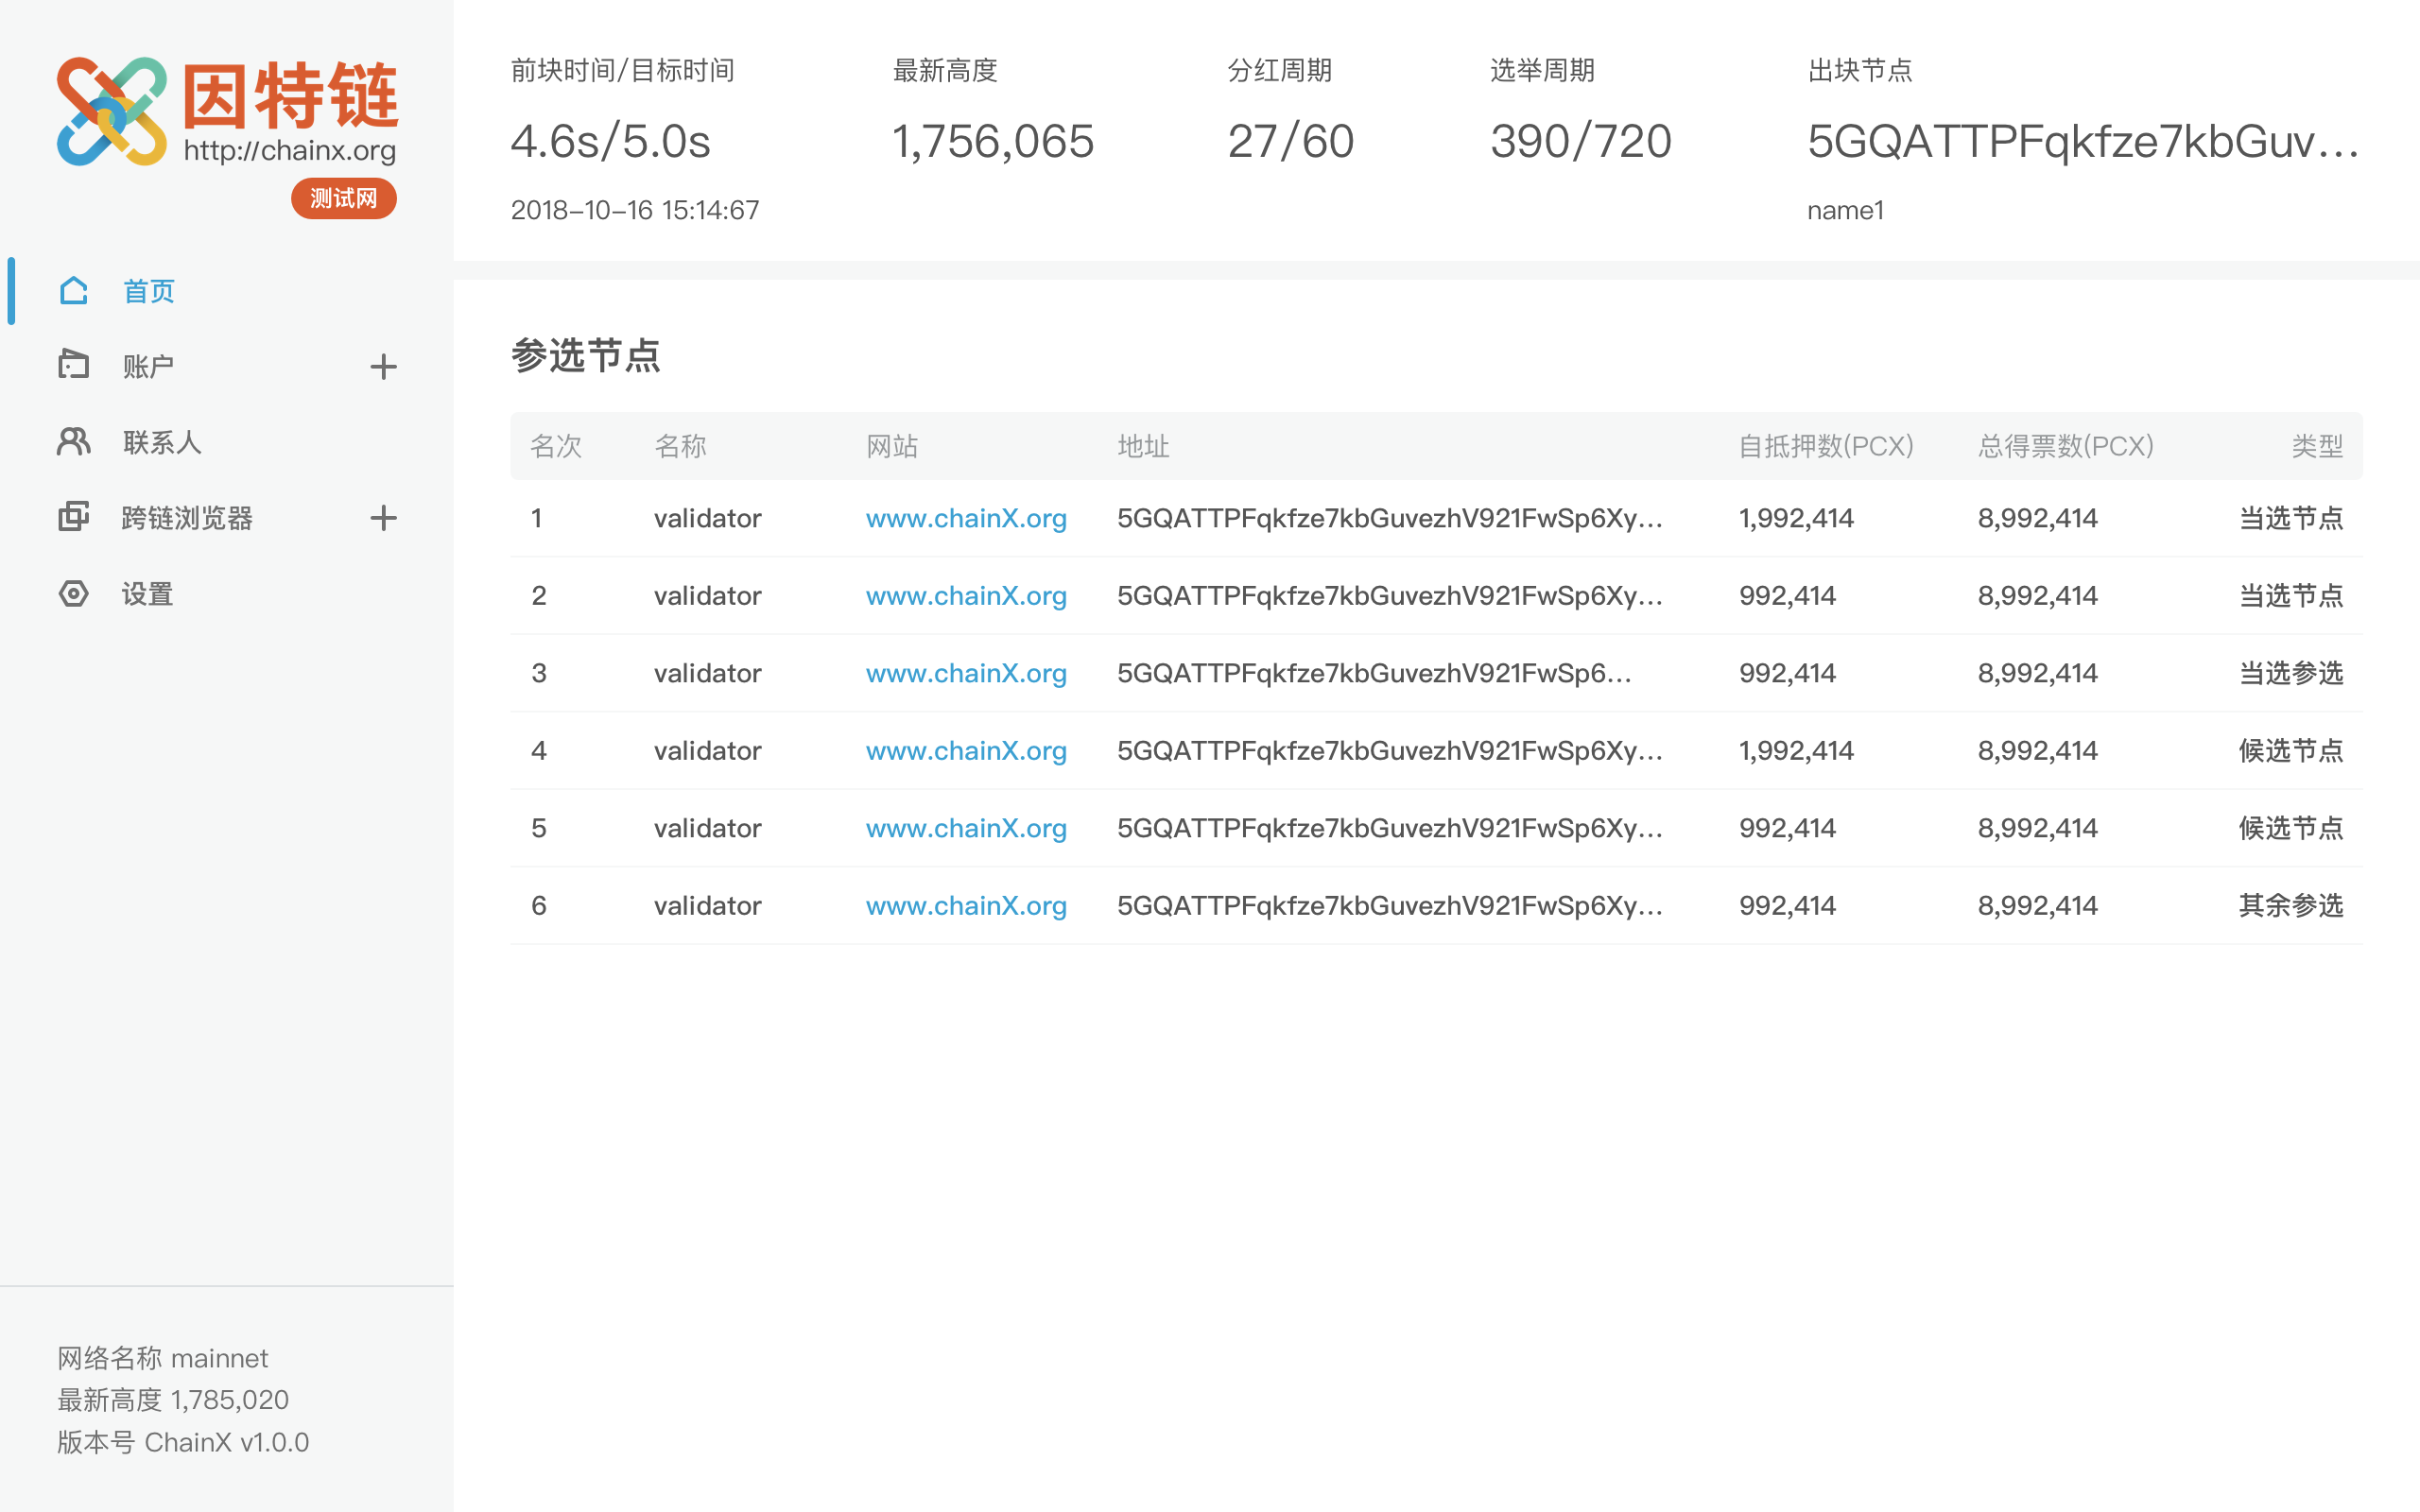 因特链
http://chainx.org
测试网
首页
账户
联系人
跨链浏览器
设置
网络名称 mainnet
最新高度 1,785,020
版本号 ChainX v1.0.0
前块时间/目标时间 最新高度 分红周期 选举周期 出块节点
4.6s/5.0s 1,756,065 27/60 390/720 5GQATTPFqkfze7kbGuv...
2018-10-16 15:14:67 name1
参选节点
名次 名称 网站 地址 自抵押数(PCX) 总得票数(PCX) 类型
1 validator www.chainX.org 5GQATTPFqkfze7kbGuvezhV921FwSp6Xy... 1,992,414 8,992,414 当选节点
2 validator www.chainX.org 5GQATTPFqkfze7kbGuvezhV921FwSp6Xy... 992,414 8,992,414 当选节点
3 validator www.chainX.org 5GQATTPFqkfze7kbGuvezhV921FwSp6... 992,414 8,992,414 当选参选
4 validator www.chainX.org 5GQATTPFqkfze7kbGuvezhV921FwSp6Xy... 1,992,414 8,992,414 候选节点
5 validator www.chainX.org 5GQATTPFqkfze7kbGuvezhV921FwSp6Xy... 992,414 8,992,414 候选节点
6 validator www.chainX.org 5GQATTPFqkfze7kbGuvezhV921FwSp6Xy... 992,414 8,992,414 其余参选